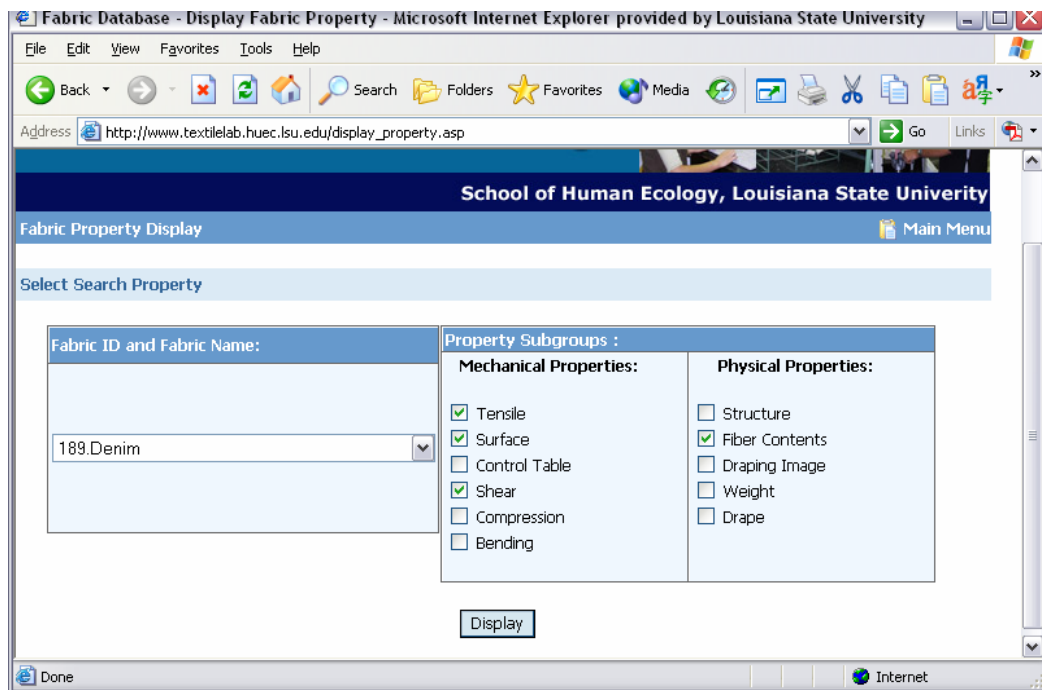 Fabric Database - Display Fabric Property - Microsoft Internet Explorer provided by Louisiana State University
File Edit View Favorites Tools Help
Back Search Folders Favorites Media
Address http://www.textilelab.huec.lsu.edu/display_property.asp Go Links
School of Human Ecology, Louisiana State Univerity
Fabric Property Display Main Menu
Select Search Property
Fabric ID and Fabric Name:
189.Denim
Property Subgroups :
Mechanical Properties:
Tensile
Surface
Control Table
Shear
Compression
Bending
Physical Properties:
Structure
Fiber Contents
Draping Image
Weight
Drape
Display
Done Internet